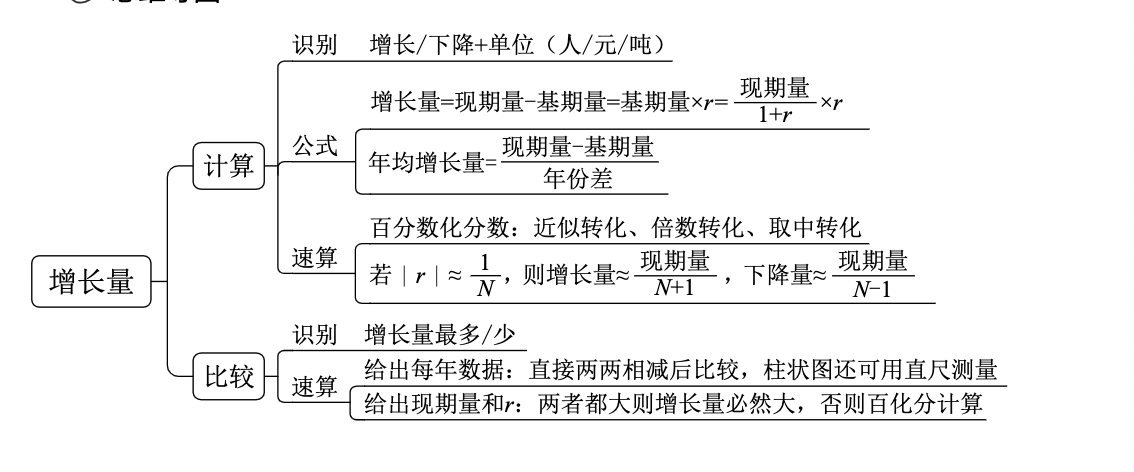 识别 增长/下降+单位（人/元/吨）
增长量=现期量-基期量=基期量×r=现期量/1+r×r
公式
年均增长量=现期量-基期量/年份差
计算
百分数化分数：近似转化、倍数转化、取中转化
速算
若|r|≈1/N，则增长量≈现期量/N+1，下降量≈现期量/N-1
增长量
识别 增长量最多/少
比较
给出每年数据：直接两两相减后比较，柱状图还可用直尺测量
速算
给出现期量和r：两者都大则增长量必然大，否则百化分计算